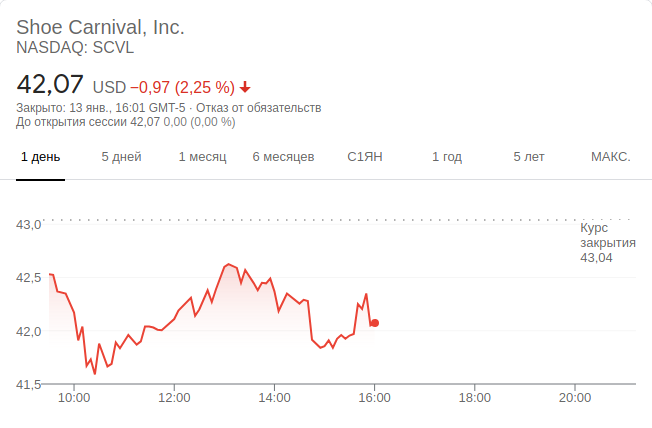 Shoe Carnival, Inc.
NASDAQ: SCVL
42,07 USD −0,97 (2,25 %)
Закрыто: 13 янв., 16:01 GMT-5 · Отказ от обязательств
До открытия сессии 42,07 0,00 (0,00 %)
1 день 5 дней 1 месяц 6 месяцев С1ЯН 1 год 5 лет МАКС.
43,0
Курс
закрытия
43,04
42,5
42,0
41,5
10:00 12:00 14:00 16:00 18:00 20:00